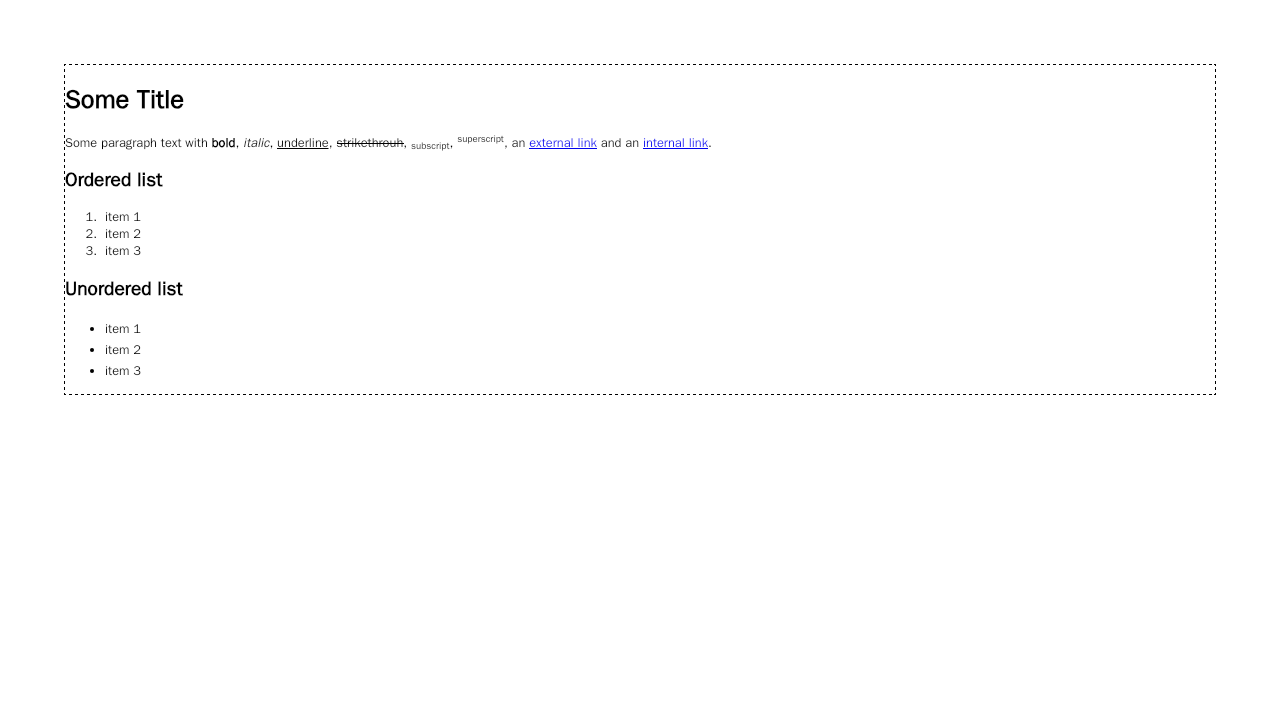 Some Title
Some paragraph text with bold, italic, underline, strikethrouh, subscript, superscript, an external link and an internal link.
Ordered list
1. item 1
2. item 2
3. item 3
Unordered list
• item 1
• item 2
• item 3